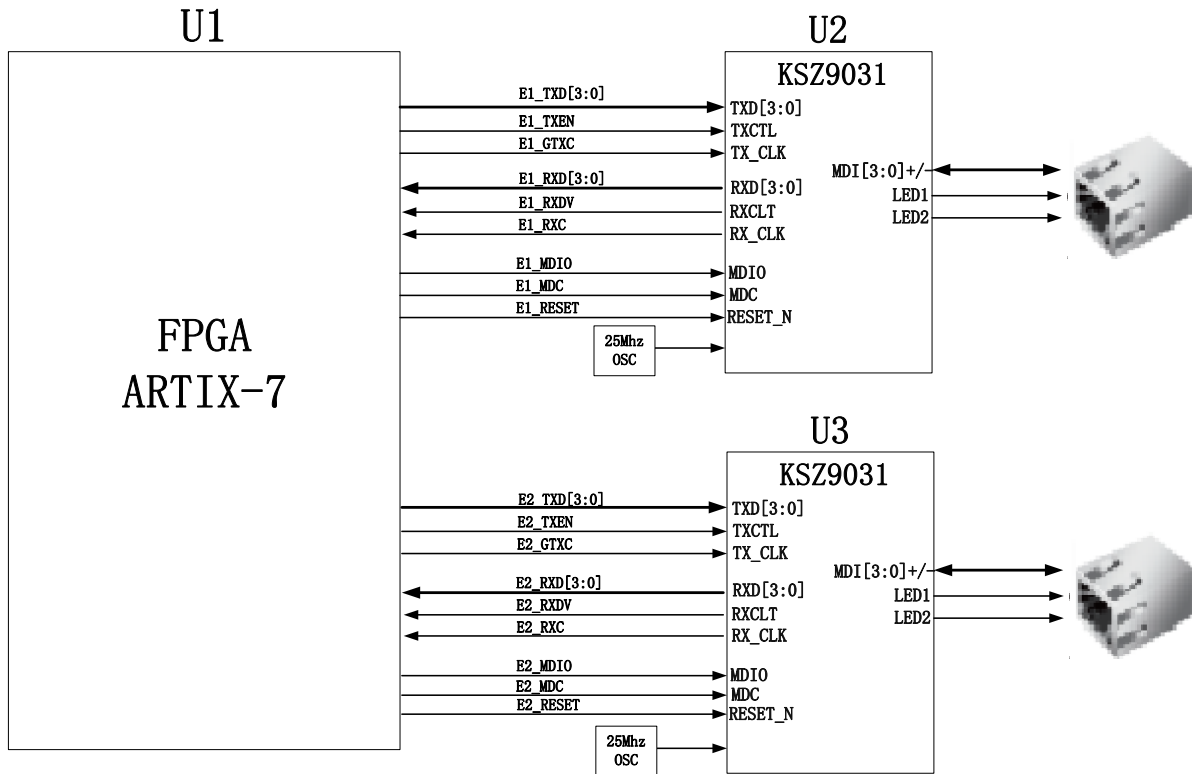 U1
FPGA
ARTIX-7
E1_TXD[3:0]
E1_TXEN
E1_GTXC
E1_RXD[3:0]
E1_RXDV
E1_RXC
E1_MDIO
E1_MDC
E1_RESET
25Mhz
OSC
U2
KSZ9031
TXD[3:0]
TXCTL
TX_CLK
RXD[3:0]
RXCLT
RX_CLK
MDIO
MDC
RESET_N
MDI[3:0]+/-
LED1
LED2
E2_TXD[3:0]
E2_TXEN
E2_GTXC
E2_RXD[3:0]
E2_RXDV
E2_RXC
E2_MDIO
E2_MDC
E2_RESET
25Mhz
OSC
U3
KSZ9031
TXD[3:0]
TXCTL
TX_CLK
RXD[3:0]
RXCLT
RX_CLK
MDIO
MDC
RESET_N
MDI[3:0]+/-
LED1
LED2